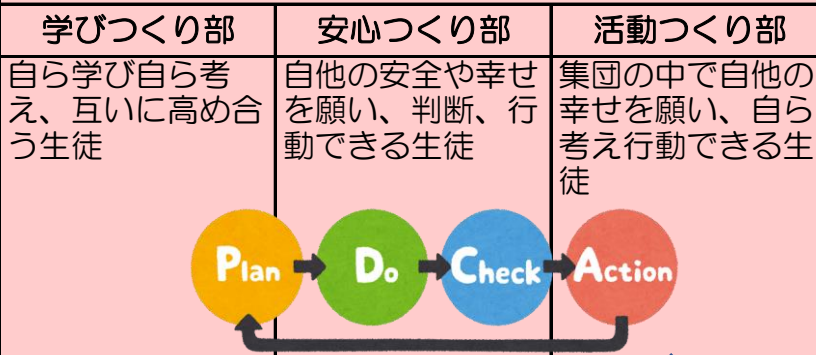 学びつくり部
安心つくり部
活動つくり部
自ら学び自ら考
え、互いに高め合
う生徒
自他の安全や幸せ
を願い、判断、行
動できる生徒
集団の中で自他の
幸せを願い、自ら
考え行動できる生
徒
Plan
Do
Check
Action